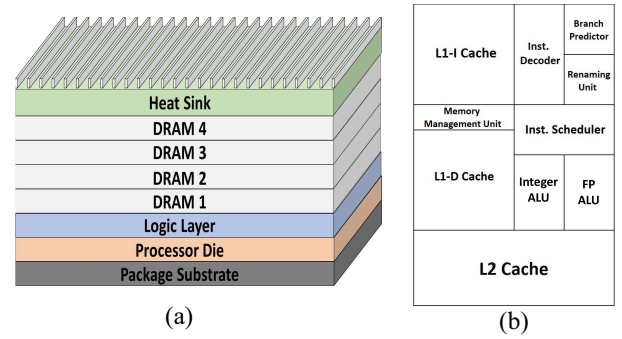 Heat Sink
DRAM 4
DRAM 3
DRAM 2
DRAM 1
Logic Layer
Processor Die
Package Substrate
(a)
L1-I Cache
Inst.
Decoder
Branch
Predictor
Renaming
Unit
Memory
Management Unit
Inst. Scheduler
L1-D Cache
Integer
ALU
FP
ALU
L2 Cache
(b)